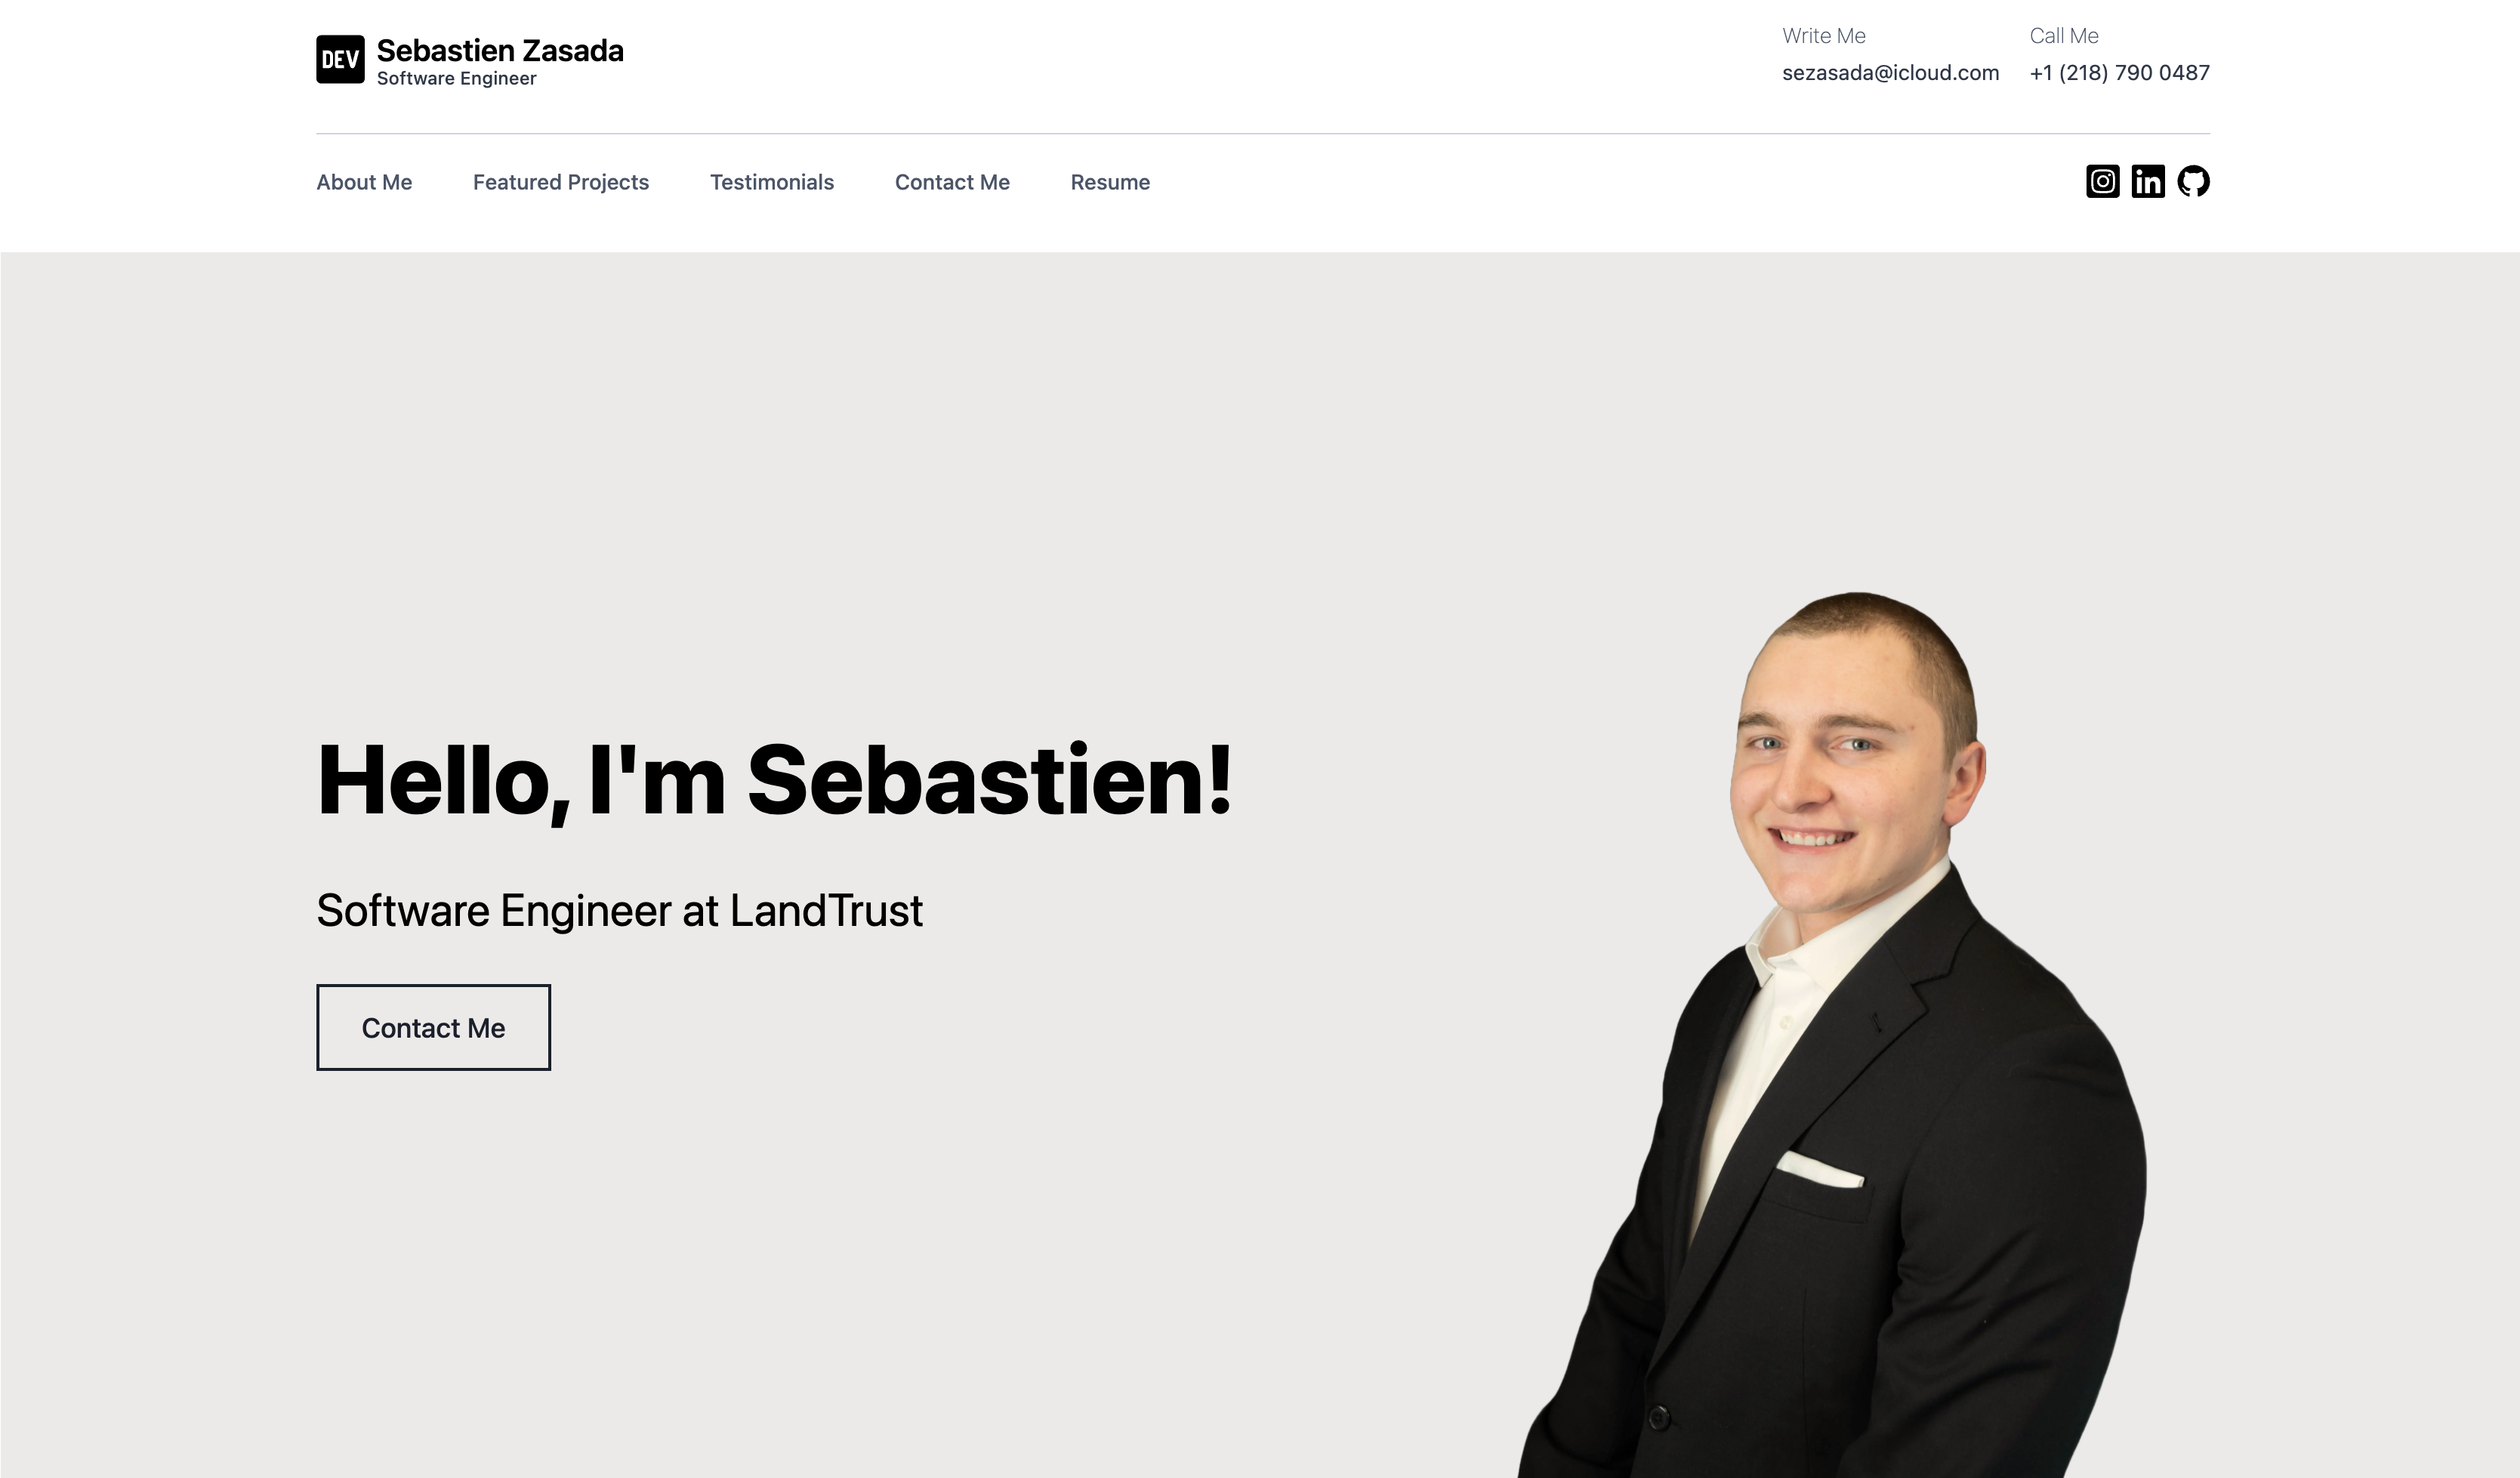 DEV
Sebastien Zasada
Software Engineer
Write Me
sezasada@icloud.com
Call Me
+1 (218) 790 0487
About Me
Featured Projects
Testimonials
Contact Me
Resume
in
Hello, I'm Sebastien!
Software Engineer at LandTrust
Contact Me